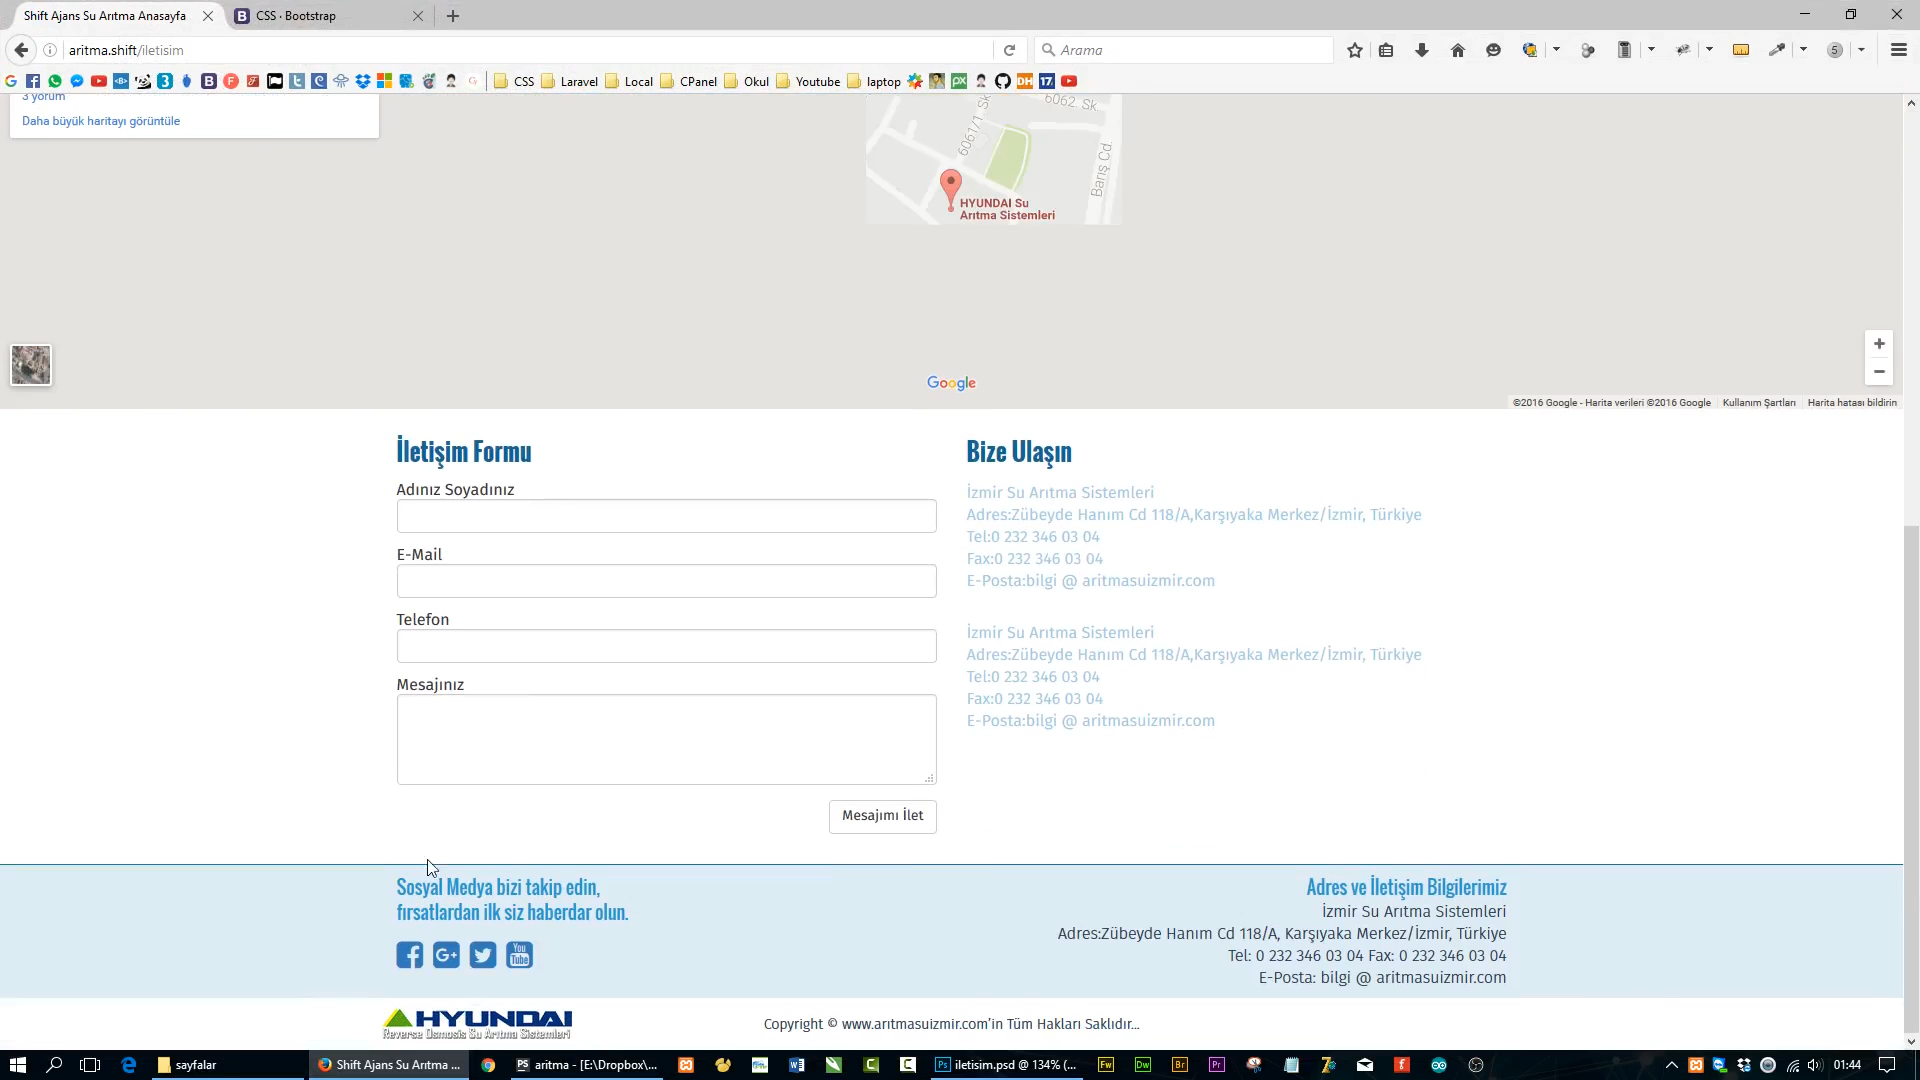 Shift Ajans Su Arıtma Anasayfa
CSS · Bootstrap
aritma.shift/iletisim
Arama
5
CSS
Laravel
Local
CPanel
Okul
Youtube
laptop
3 yorum
Daha büyük haritayı görüntüle
6061/1 Sk.
6062. Sk.
Barış Cd.
HYUNDAI Su
Arıtma Sistemleri
Google
©2016 Google - Harita verileri ©2016 Google
Kullanım Şartları
Harita hatası bildirin
İletişim Formu
Adınız Soyadınız
E-Mail
Telefon
Mesajınız
Mesajımı İlet
Bize Ulaşın
İzmir Su Arıtma Sistemleri
Adres:Zübeyde Hanım Cd 118/A,Karşıyaka Merkez/İzmir, Türkiye
Tel:0 232 346 03 04
Fax:0 232 346 03 04
E-Posta:bilgi @ aritmasuizmir.com
İzmir Su Arıtma Sistemleri
Adres:Zübeyde Hanım Cd 118/A,Karşıyaka Merkez/İzmir, Türkiye
Tel:0 232 346 03 04
Fax:0 232 346 03 04
E-Posta:bilgi @ aritmasuizmir.com
Sosyal Medya bizi takip edin,
fırsatlardan ilk siz haberdar olun.
Adres ve İletişim Bilgilerimiz
İzmir Su Arıtma Sistemleri
Adres:Zübeyde Hanım Cd 118/A, Karşıyaka Merkez/İzmir, Türkiye
Tel: 0 232 346 03 04 Fax: 0 232 346 03 04
E-Posta: bilgi @ aritmasuizmir.com
HYUNDAI
Reverse Osmosis Su Arıtma Sistemleri
Copyright © www.arıtmasuizmir.com'in Tüm Hakları Saklıdır...
sayfalar
Shift Ajans Su Arıtma ...
aritma - [E:\Dropbox\...
iletisim.psd @ 134% (...
01:44